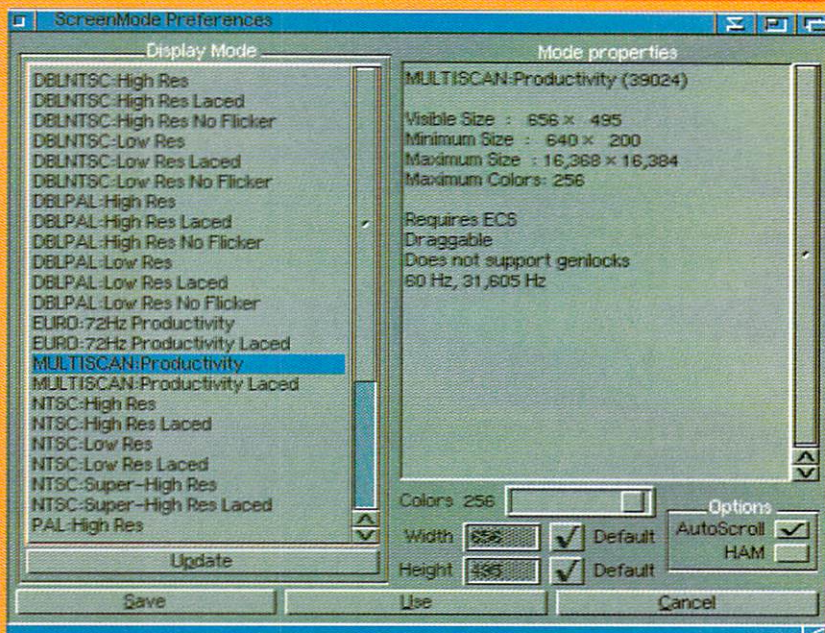 ScreenMode Preferences
Display Mode
DBLNTSC:High Res
DBLNTSC:High Res Laced
DBLNTSC:High Res No Flicker
DBLNTSC:Low Res
DBLNTSC:Low Res Laced
DBLNTSC:Low Res No Flicker
DBLPAL:High Res
DBLPAL:High Res Laced
DBLPAL:High Res No Flicker
DBLPAL:Low Res
DBLPAL:Low Res Laced
DBLPAL:Low Res No Flicker
EURO:72Hz Productivity
EURO:72Hz Productivity Laced
MULTISCAN:Productivity
MULTISCAN:Productivity Laced
NTSC:High Res
NTSC:High Res Laced
NTSC:Low Res
NTSC:Low Res Laced
NTSC:Super-High Res
NTSC:Super-High Res Laced
PAL:High Res
Update
Mode properties
MULTISCAN:Productivity (39024)
Visible Size : 656 × 495
Minimum Size : 640 × 200
Maximum Size : 16,368 × 16,384
Maximum Colors: 256
Requires ECS
Draggable
Does not support genlocks
60 Hz, 31,605 Hz
Colors 256
Width 656 Default
Height 495 Default
Options
AutoScroll
HAM
Save
Use
Cancel